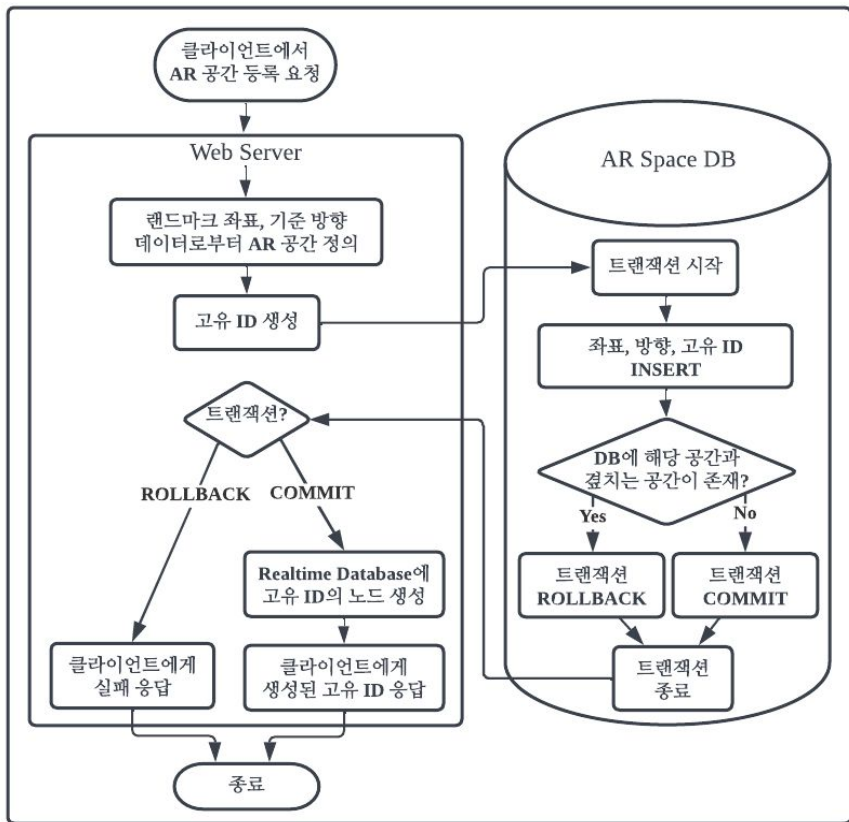 클라이언트에서
AR 공간 등록 요청
Web Server
랜드마크 좌표, 기준 방향
데이터로부터 AR 공간 정의
고유 ID 생성
AR Space DB
트랜잭션 시작
좌표, 방향, 고유 ID
INSERT
DB에 해당 공간과
겹치는 공간이 존재?
Yes
No
트랜잭션
ROLLBACK
트랜잭션
COMMIT
트랜잭션
종료
트랜잭션?
ROLLBACK
COMMIT
Realtime Database에
고유 ID의 노드 생성
클라이언트에게
실패 응답
클라이언트에게
생성된 고유 ID 응답
종료